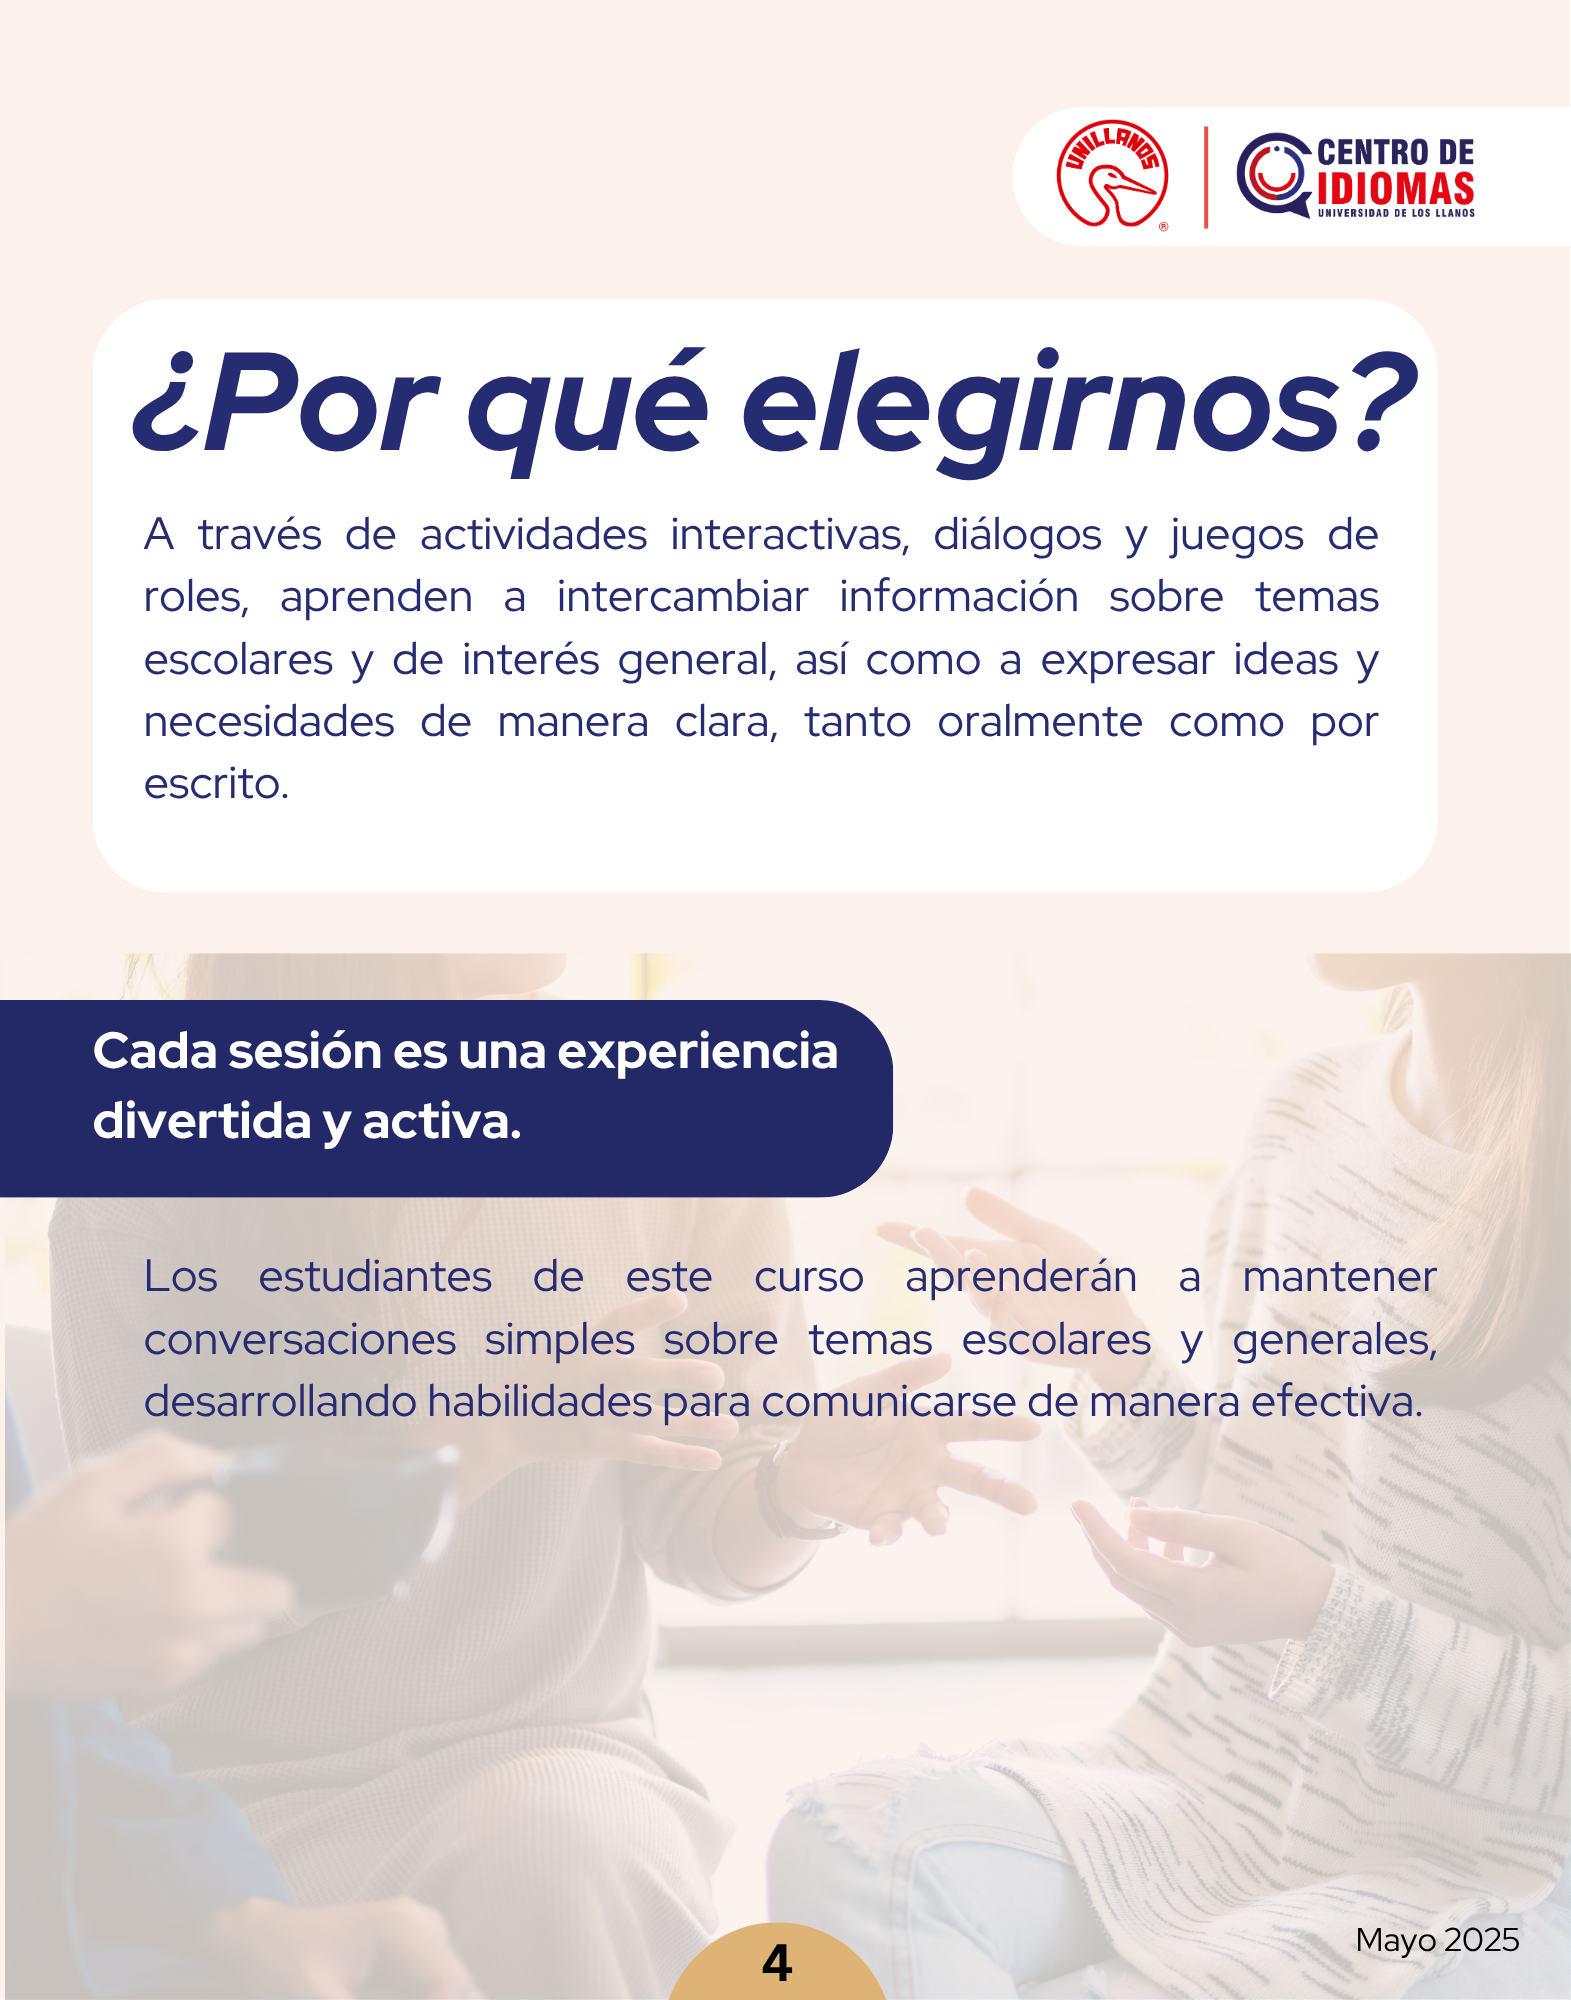 UNILLANOS
®
CENTRO DE
IDIOMAS
UNIVERSIDAD DE LOS LLANOS
¿Por qué elegirnos?
A través de actividades interactivas, diálogos y juegos de
roles, aprenden a intercambiar información sobre temas
escolares y de interés general, así como a expresar ideas y
necesidades de manera clara, tanto oralmente como por
escrito.
Cada sesión es una experiencia
divertida y activa.
Los estudiantes de este curso aprenderán a mantener
conversaciones simples sobre temas escolares y generales,
desarrollando habilidades para comunicarse de manera efectiva.
Mayo 2025
4